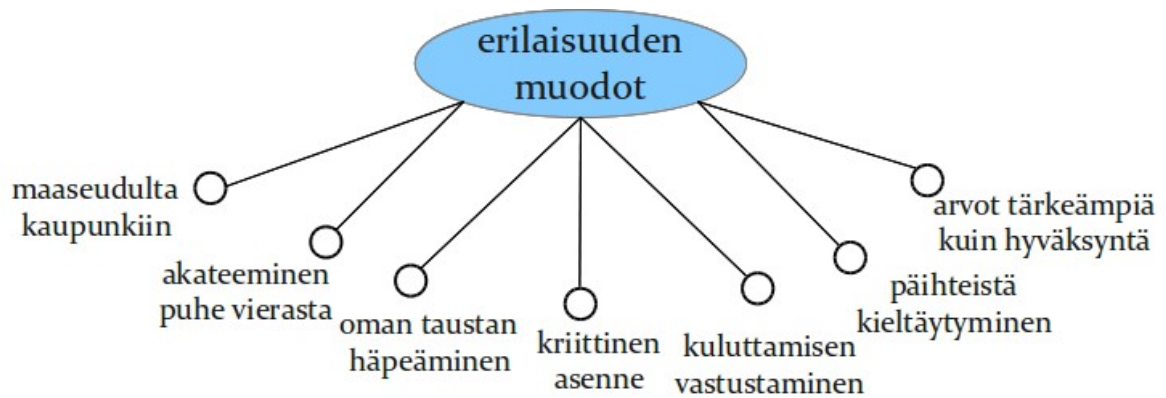 erilaisuuden
muodot
maaseudulta
kaupunkiin
akateeminen
puhe vierasta
oman taustan
häpeäminen
kriittinen
asenne
kuluttamisen
vastustaminen
päihteistä
kieltäytyminen
arvot tärkeämpiä
kuin hyväksyntä